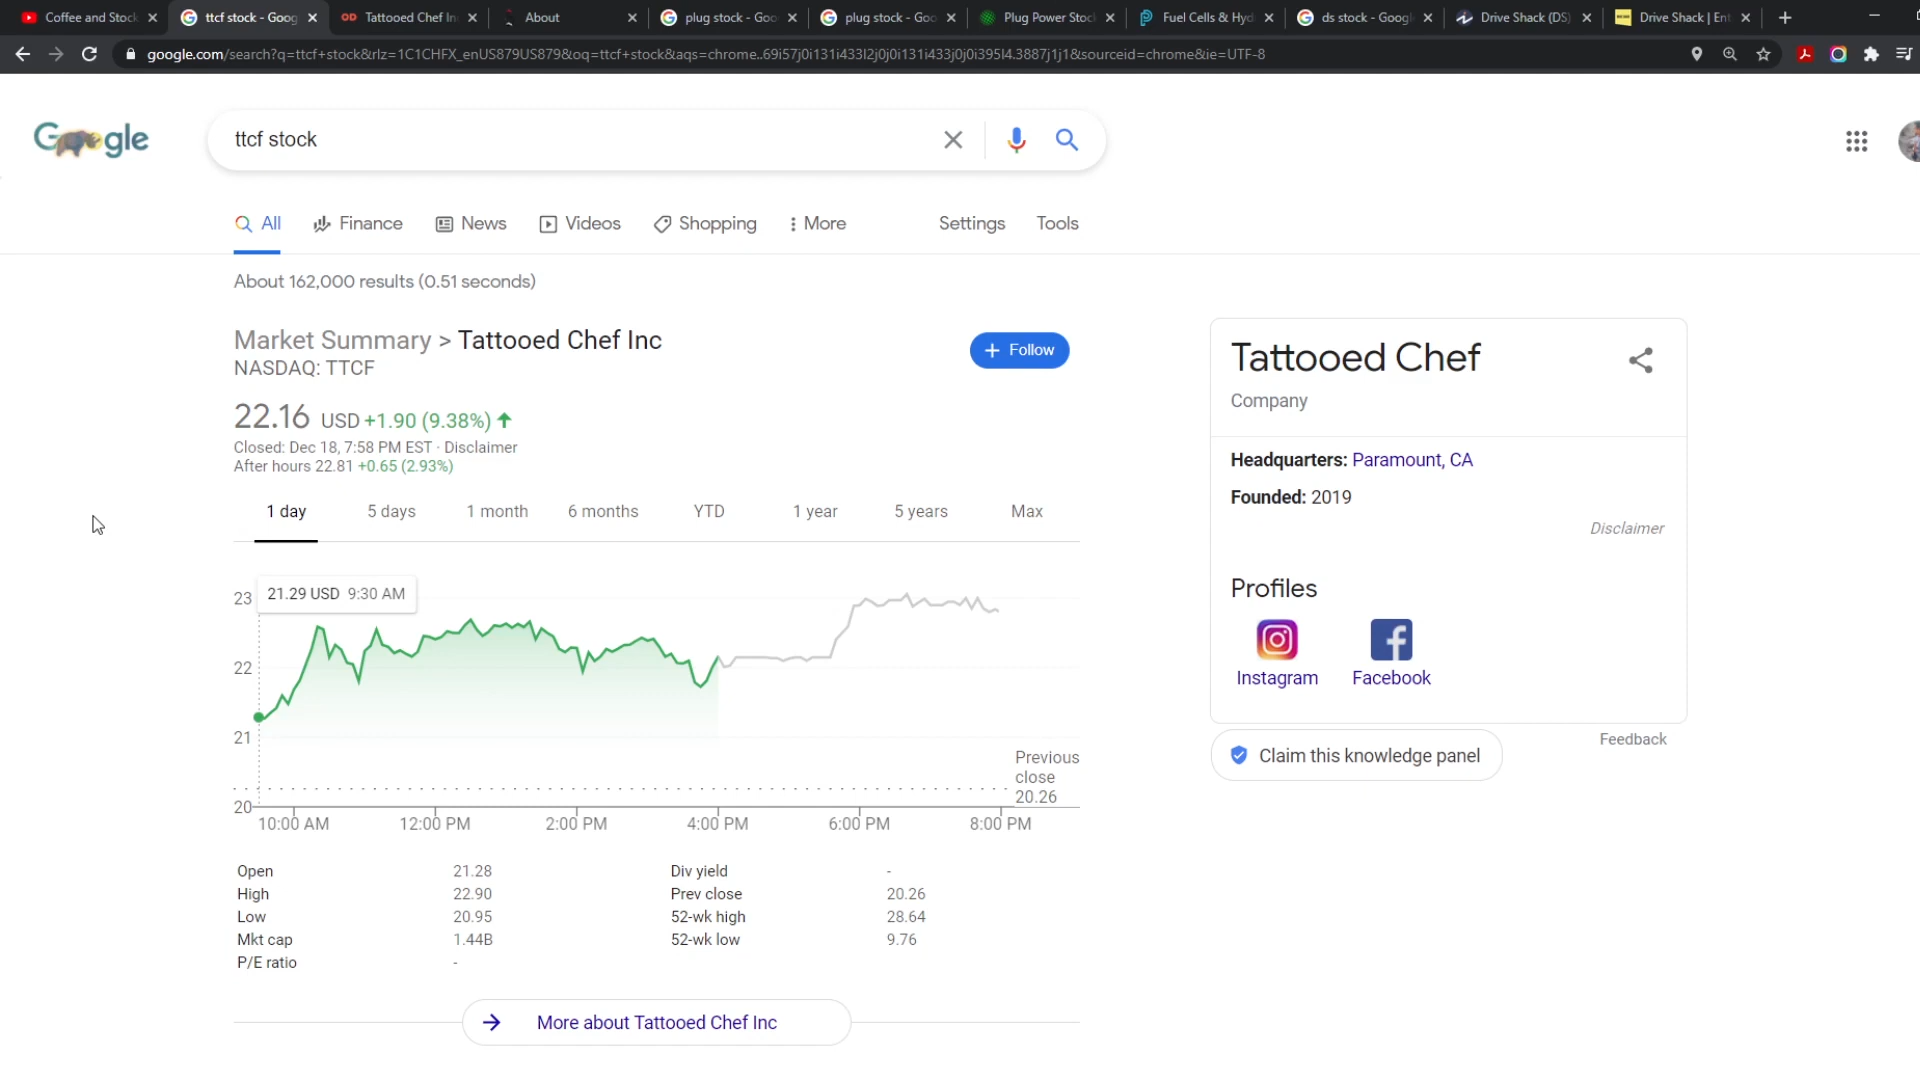 Coffee and Stock
ttcf stock - Goog
Tattooed Chef In
About
plug stock - Goo
plug stock - Goo
Plug Power Stoc
Fuel Cells & Hyd
ds stock - Googl
Drive Shack (DS)
Drive Shack | Ent
google.com/search?q=ttcf+stock&rlz=1C1CHFX_enUS879US879&oq=ttcf+stock&aqs=chrome..69i57j0i131i433l2j0j0i131i433j0j0i395l4.3887j1j1&sourceid=chrome&ie=UTF-8
Google
ttcf stock
All
Finance
News
Videos
Shopping
More
Settings
Tools
About 162,000 results (0.51 seconds)
Market Summary > Tattooed Chef Inc
NASDAQ: TTCF
Follow
22.16 USD +1.90 (9.38%)
Closed: Dec 18, 7:58 PM EST · Disclaimer
After hours 22.81 +0.65 (2.93%)
1 day
5 days
1 month
6 months
YTD
1 year
5 years
Max
21.29 USD 9:30 AM
23
22
21
20
Previous
close
20.26
10:00 AM
12:00 PM
2:00 PM
4:00 PM
6:00 PM
8:00 PM
Open 21.28
High 22.90
Low 20.95
Mkt cap 1.44B
P/E ratio -
Div yield -
Prev close 20.26
52-wk high 28.64
52-wk low 9.76
More about Tattooed Chef Inc
Tattooed Chef
Company
Headquarters: Paramount, CA
Founded: 2019
Disclaimer
Profiles
Instagram
Facebook
Claim this knowledge panel
Feedback